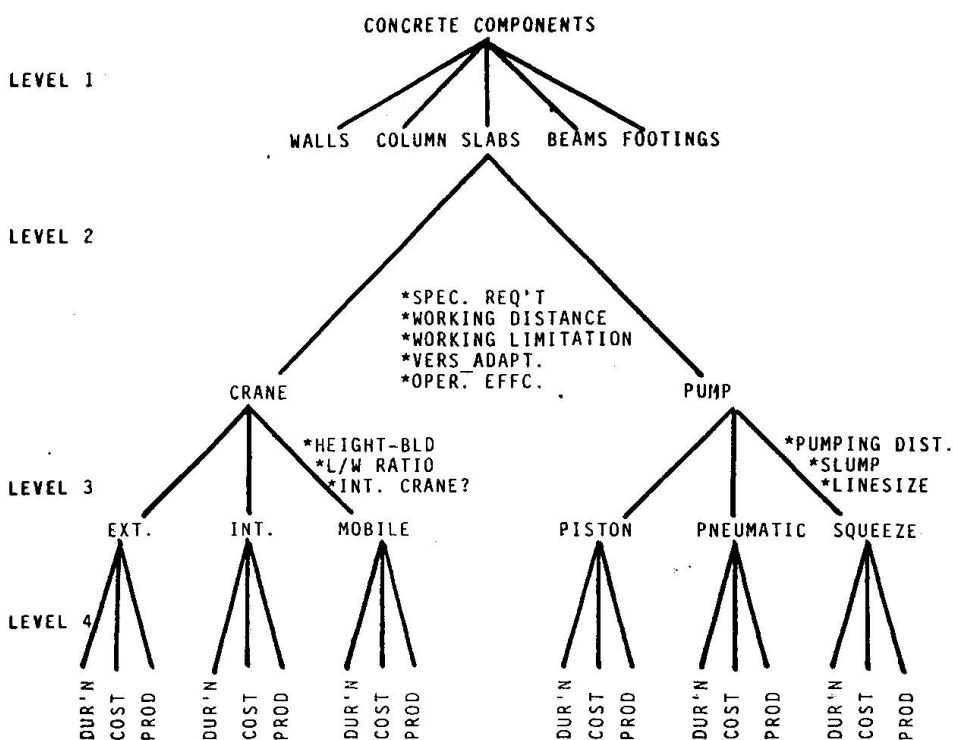 CONCRETE COMPONENTS
LEVEL 1
WALLS COLUMN SLABS BEAMS FOOTINGS
LEVEL 2
*SPEC. REQ'T
*WORKING DISTANCE
*WORKING LIMITATION
*VERS_ADAPT.
*OPER. EFFC.
CRANE PUMP
*HEIGHT-BLD *PUMPING DIST.
*L/W RATIO *SLUMP
*INT. CRANE? *LINESIZE
LEVEL 3
EXT. INT. MOBILE PISTON PNEUMATIC SQUEEZE
LEVEL 4
DUR'N COST PROD DUR'N COST PROD DUR'N COST PROD DUR'N COST PROD DUR'N COST PROD DUR'N COST PROD